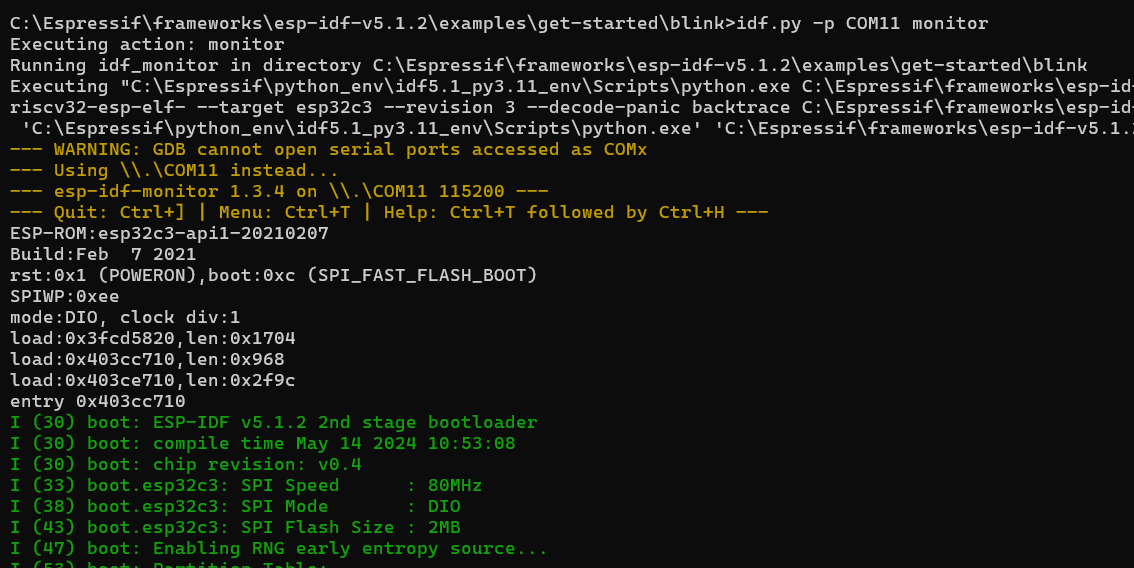 C:\Espressif\frameworks\esp-idf-v5.1.2\examples\get-started\blink>idf.py -p COM11 monitor
Executing action: monitor
Running idf_monitor in directory C:\Espressif\frameworks\esp-idf-v5.1.2\examples\get-started\blink
Executing "C:\Espressif\python_env\idf5.1_py3.11_env\Scripts\python.exe C:\Espressif\frameworks\esp-id
riscv32-esp-elf- --target esp32c3 --revision 3 --decode-panic backtrace C:\Espressif\frameworks\esp-id
'C:\Espressif\python_env\idf5.1_py3.11_env\Scripts\python.exe' 'C:\Espressif\frameworks\esp-idf-v5.1.
--- WARNING: GDB cannot open serial ports accessed as COMx
--- Using \\.\COM11 instead...
--- esp-idf-monitor 1.3.4 on \\.\COM11 115200 ---
--- Quit: Ctrl+] | Menu: Ctrl+T | Help: Ctrl+T followed by Ctrl+H ---
ESP-ROM:esp32c3-api1-20210207
Build:Feb  7 2021
rst:0x1 (POWERON),boot:0xc (SPI_FAST_FLASH_BOOT)
SPIWP:0xee
mode:DIO, clock div:1
load:0x3fcd5820,len:0x1704
load:0x403cc710,len:0x968
load:0x403ce710,len:0x2f9c
entry 0x403cc710
I (30) boot: ESP-IDF v5.1.2 2nd stage bootloader
I (30) boot: compile time May 14 2024 10:53:08
I (30) boot: chip revision: v0.4
I (33) boot.esp32c3: SPI Speed      : 80MHz
I (38) boot.esp32c3: SPI Mode       : DIO
I (43) boot.esp32c3: SPI Flash Size : 2MB
I (47) boot: Enabling RNG early entropy source...
I (53) boot: Partition Table: